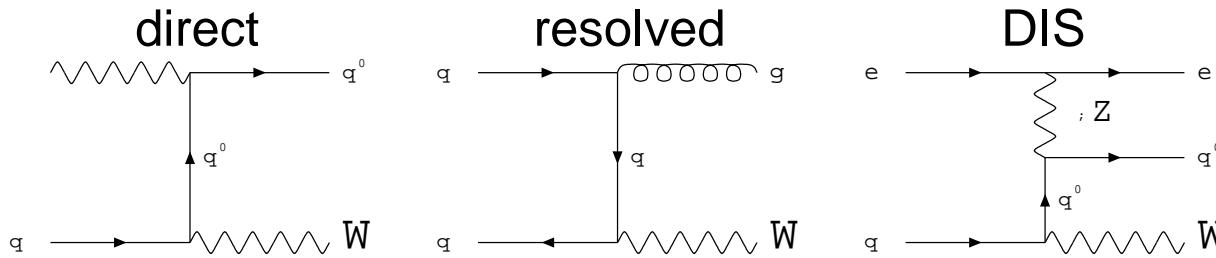 direct resolved DIS
q⁰ q g e e
; Z
q⁰ q q⁰
q⁰
q W q W q W